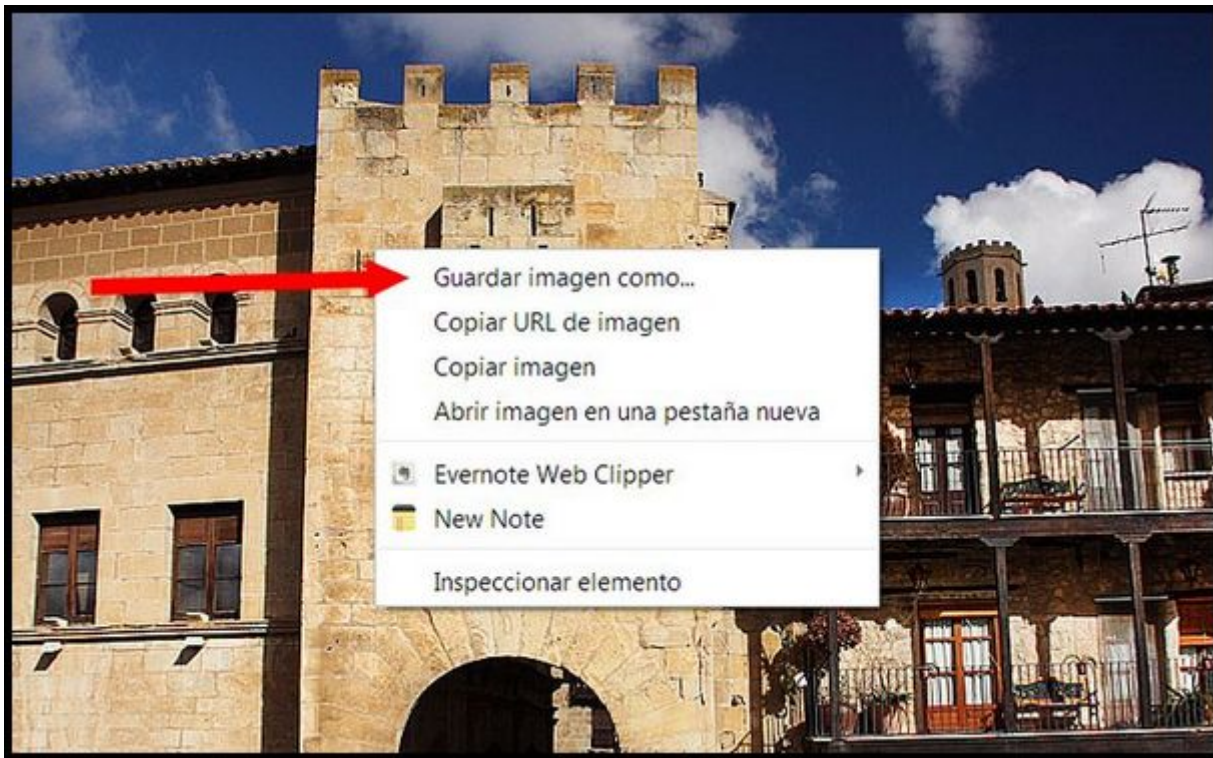 Guardar imagen como...
Copiar URL de imagen
Copiar imagen
Abrir imagen en una pestaña nueva
Evernote Web Clipper
New Note
Inspeccionar elemento